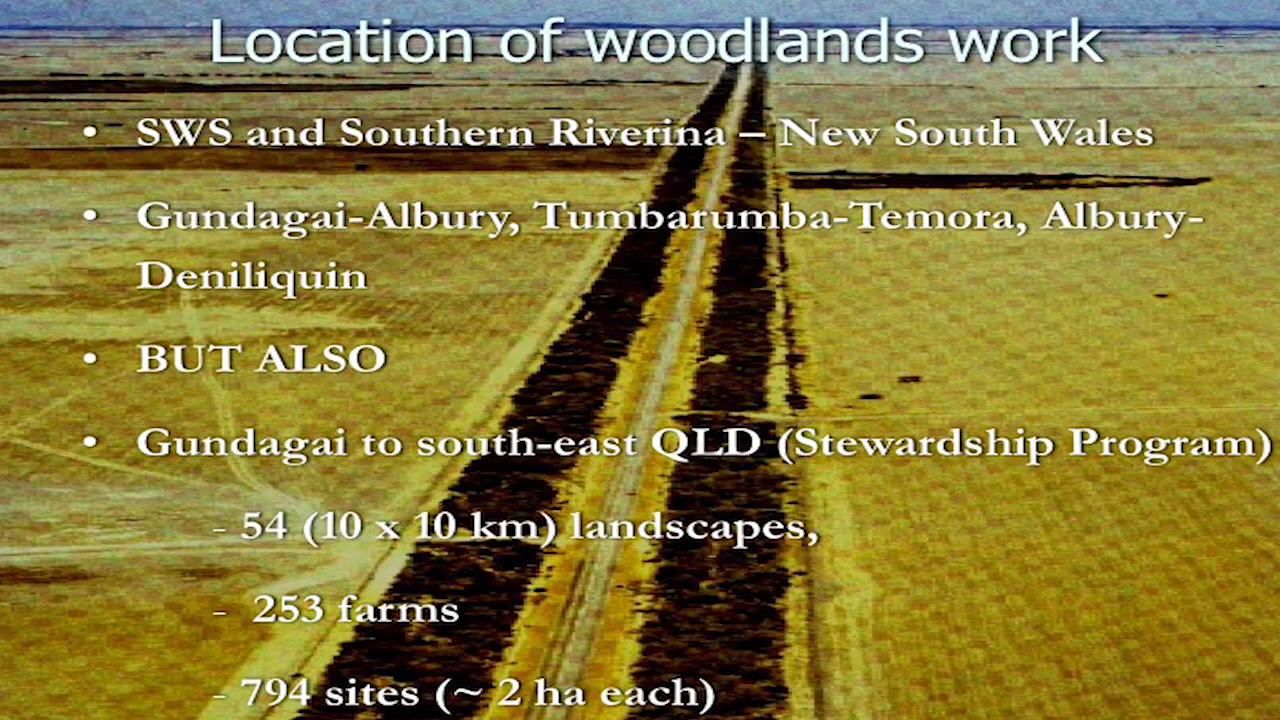 Location of woodlands work
• SWS and Southern Riverina – New South Wales
• Gundagai-Albury, Tumbarumba-Temora, Albury-
Deniliquin
• BUT ALSO
• Gundagai to south-east QLD (Stewardship Program)
- 54 (10 x 10 km) landscapes,
- 253 farms
- 794 sites (~ 2 ha each)